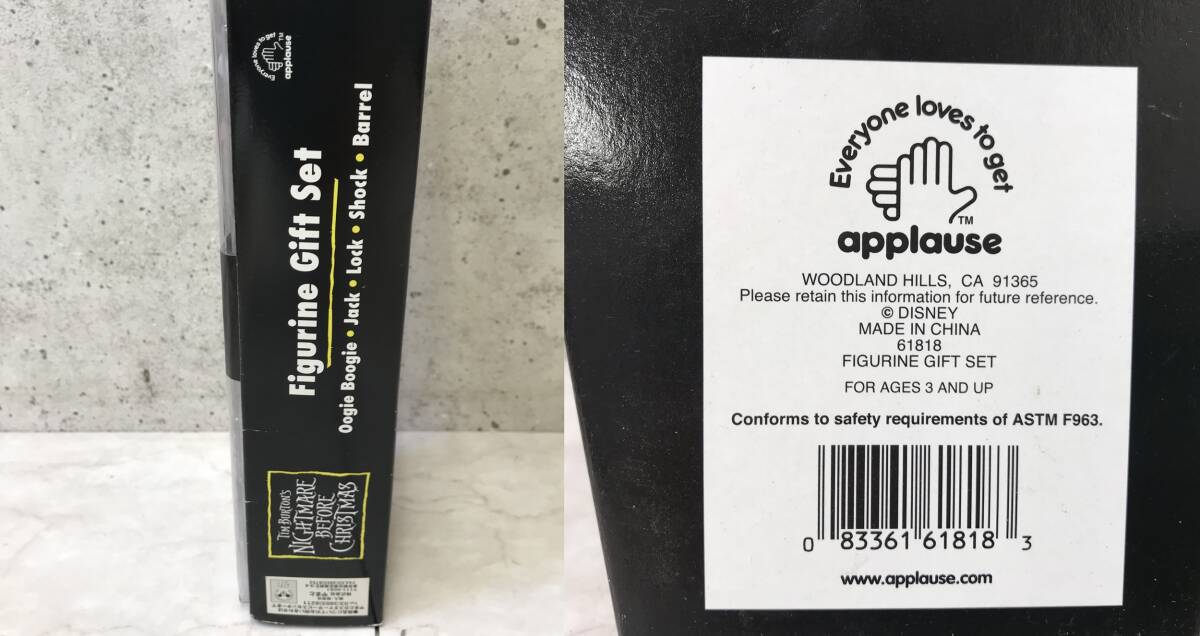 Everyone loves to get
TM
applause
Figurine Gift Set
Oogie Boogie • Jack • Lock • Shock • Barrel
TIM BURTON'S
NIGHTMARE
BEFORE
CHRISTMAS
Everyone loves to get
TM
applause
WOODLAND HILLS, CA 91365
Please retain this information for future reference.
© DISNEY
MADE IN CHINA
61818
FIGURINE GIFT SET
FOR AGES 3 AND UP
Conforms to safety requirements of ASTM F963.
0 83361 61818 3
www.applause.com